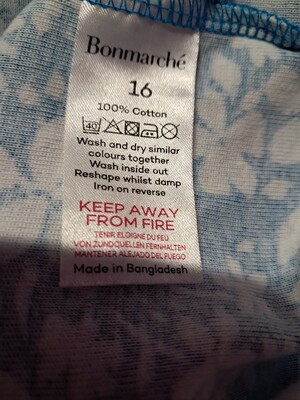 Bonmarché
16
100% Cotton
40
Wash and dry similar
colours together
Wash inside out
Reshape whilst damp
Iron on reverse
KEEP AWAY
FROM FIRE
TENIR ELOIGNE DU FEU
VON ZUNDQUELLEN FERNHALTEN
MANTENER ALEJADO DEL FUEGO
Made in Bangladesh